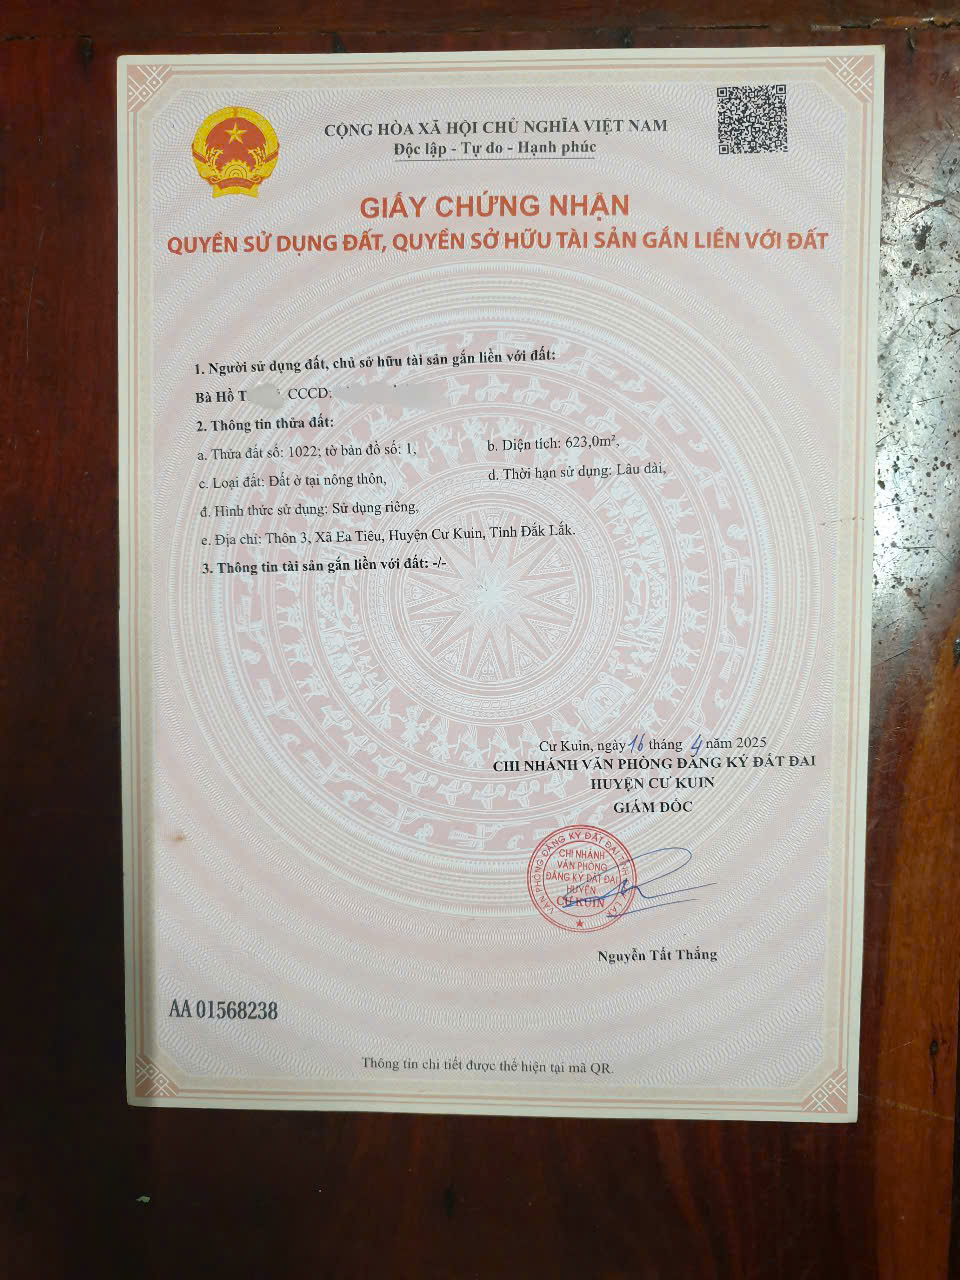 CỘNG HÒA XÃ HỘI CHỦ NGHĨA VIỆT NAM
Độc lập - Tự do - Hạnh phúc
GIẤY CHỨNG NHẬN
QUYỀN SỬ DỤNG ĐẤT, QUYỀN SỞ HỮU TÀI SẢN GẮN LIỀN VỚI ĐẤT
1. Người sử dụng đất, chủ sở hữu tài sản gắn liền với đất:
Bà Hồ T CCCD:
2. Thông tin thửa đất:
a. Thửa đất số: 1022; tờ bản đồ số: 1, b. Diện tích: 623,0m²,
c. Loại đất: Đất ở tại nông thôn, d. Thời hạn sử dụng: Lâu dài,
đ. Hình thức sử dụng: Sử dụng riêng,
e. Địa chỉ: Thôn 3, Xã Ea Tiêu, Huyện Cư Kuin, Tỉnh Đắk Lắk.
3. Thông tin tài sản gắn liền với đất: -/-
Cư Kuin, ngày 16 tháng 4 năm 2025
CHI NHÁNH VĂN PHÒNG ĐĂNG KÝ ĐẤT ĐAI
HUYỆN CƯ KUIN
GIÁM ĐỐC
VĂN PHÒNG ĐĂNG KÝ ĐẤT ĐAI TỈNH LẮK
CHI NHÁNH
VĂN PHÒNG
ĐĂNG KÝ ĐẤT ĐAI
HUYỆN
CƯ KUIN
Nguyễn Tất Thắng
AA 01568238
Thông tin chi tiết được thể hiện tại mã QR.